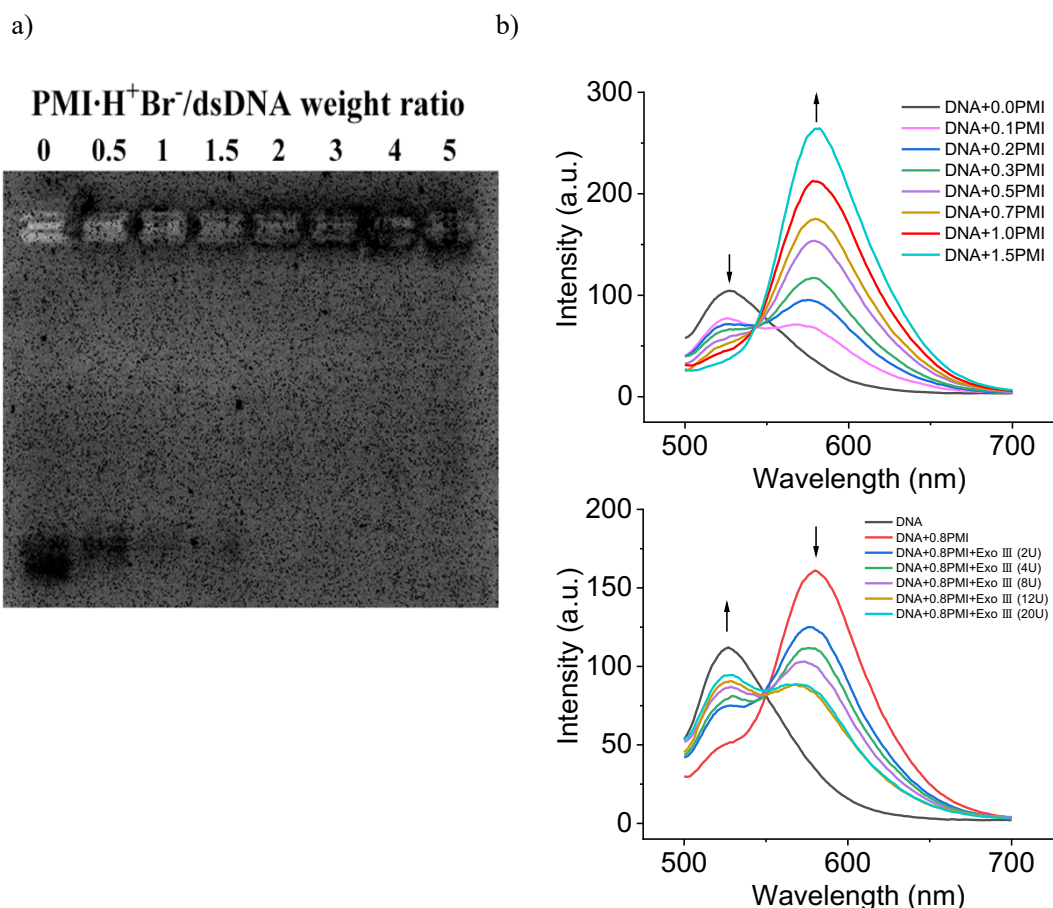 a)
b)
PMI·H⁺Br⁻/dsDNA weight ratio
0 0.5 1 1.5 2 3 4 5
300
200
100
0
Intensity (a.u.)
DNA+0.0PMI
DNA+0.1PMI
DNA+0.2PMI
DNA+0.3PMI
DNA+0.5PMI
DNA+0.7PMI
DNA+1.0PMI
DNA+1.5PMI
500 600 700
Wavelength (nm)
200
150
100
50
0
Intensity (a.u.)
DNA
DNA+0.8PMI
DNA+0.8PMI+Exo Ⅲ (2U)
DNA+0.8PMI+Exo Ⅲ (4U)
DNA+0.8PMI+Exo Ⅲ (8U)
DNA+0.8PMI+Exo Ⅲ (12U)
DNA+0.8PMI+Exo Ⅲ (20U)
500 600 700
Wavelength (nm)